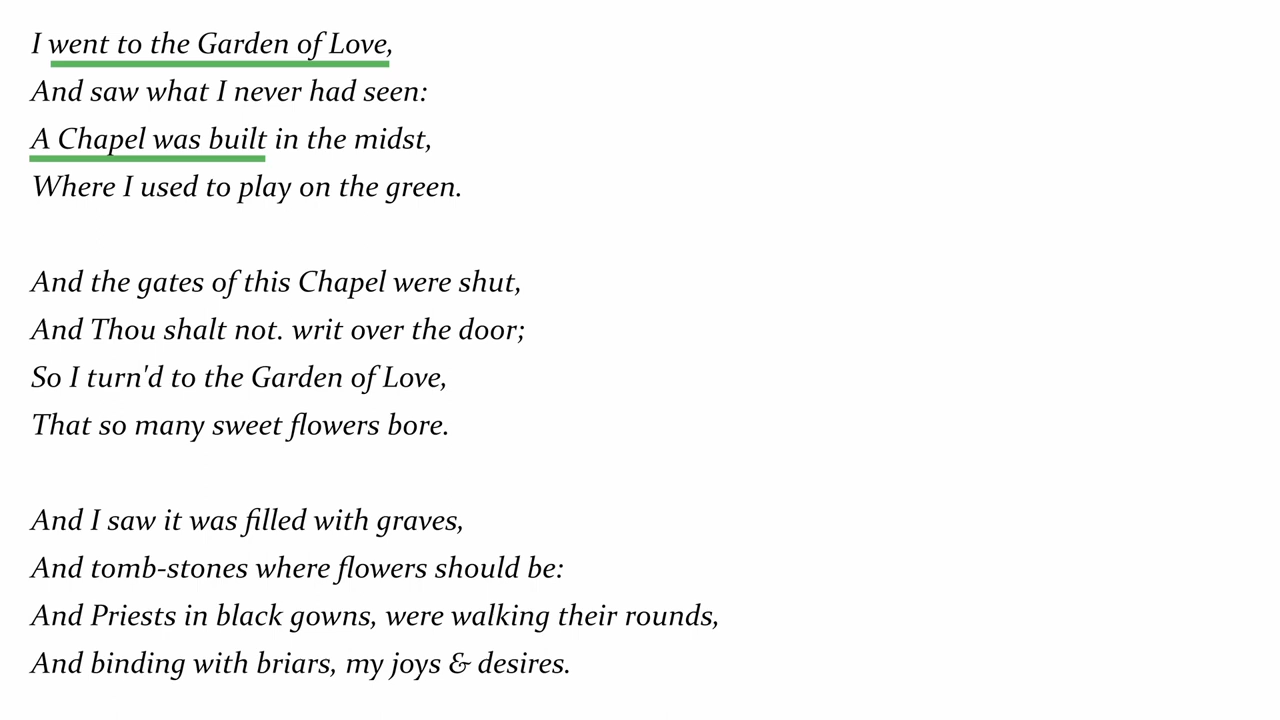 I went to the Garden of Love,
And saw what I never had seen:
A Chapel was built in the midst,
Where I used to play on the green.

And the gates of this Chapel were shut,
And Thou shalt not. writ over the door;
So I turn'd to the Garden of Love,
That so many sweet flowers bore.

And I saw it was filled with graves,
And tomb-stones where flowers should be:
And Priests in black gowns, were walking their rounds,
And binding with briars, my joys & desires.